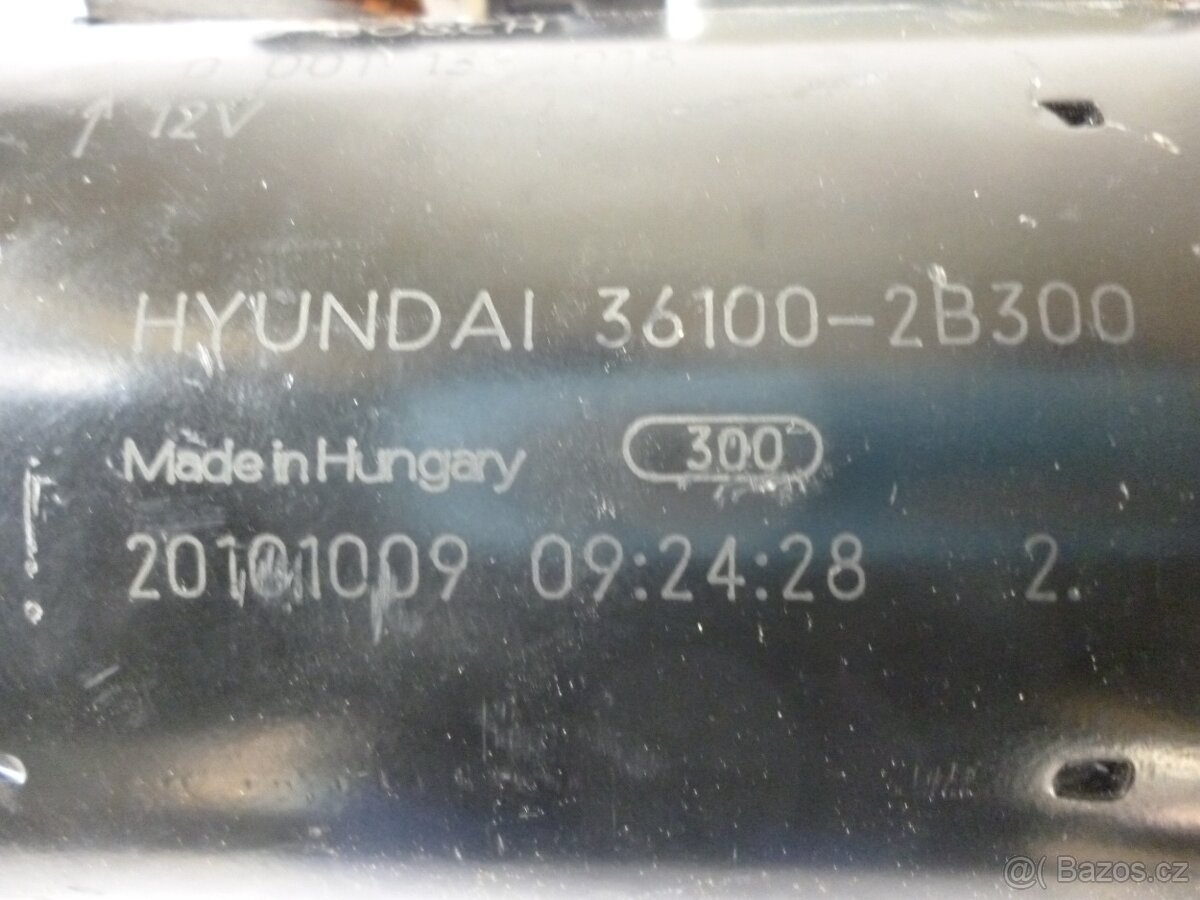 12V
HYUNDAI 36100-2B300
Made in Hungary 300
20101009 09:24:28 2.
@( Bazos.cz